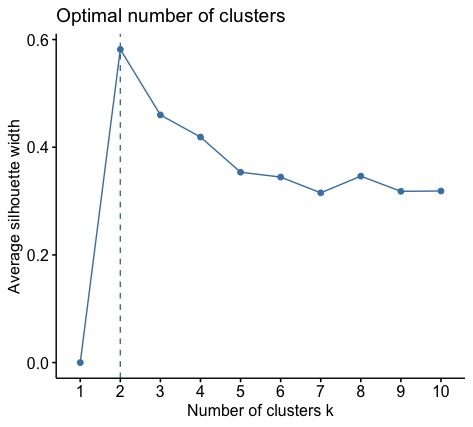 Optimal number of clusters
Average silhouette width
0.6
0.4
0.2
0.0
1 2 3 4 5 6 7 8 9 10
Number of clusters k